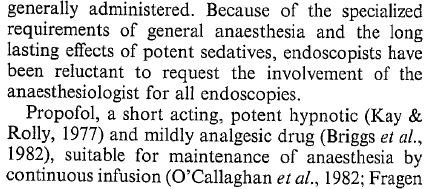 generally administered. Because of the specialized
requirements of general anaesthesia and the long
lasting effects of potent sedatives, endoscopists have
been reluctant to request the involvement of the
anaesthesiologist for all endoscopies.
Propofol, a short acting, potent hypnotic (Kay &
Rolly, 1977) and mildly analgesic drug (Briggs et al.,
1982), suitable for maintenance of anaesthesia by
continuous infusion (O'Callaghan et al., 1982; Fragen